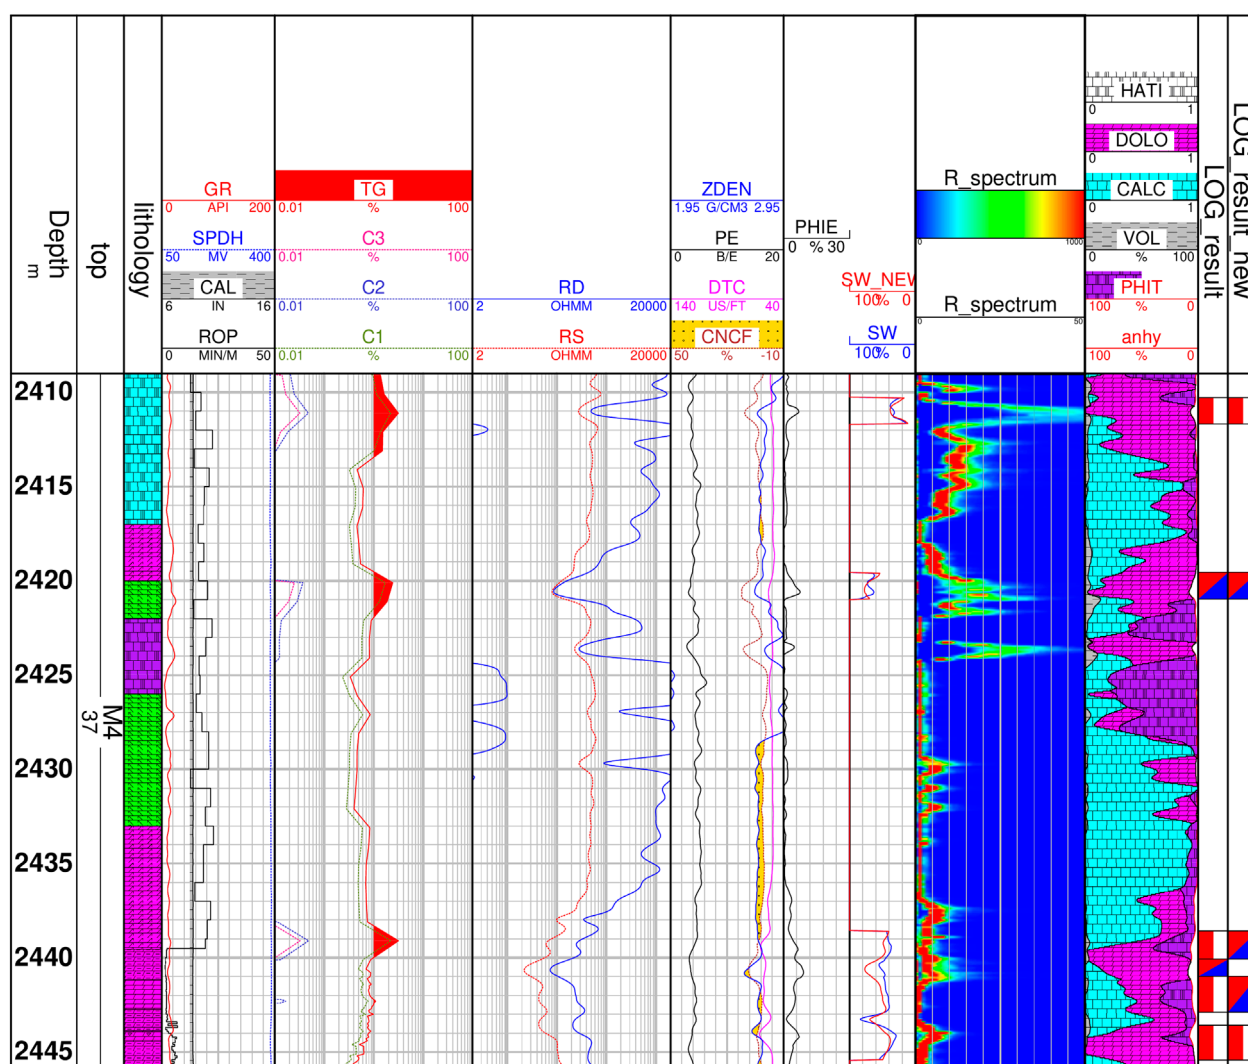 Depth
m
top
lithology
GR
0 API 200
SPDH
50 MV 400
CAL
6 IN 16
ROP
0 MIN/M 50
TG
0.01 % 100
C3
0.01 % 100
C2
0.01 % 100
C1
0.01 % 100
RD
2 OHMM 20000
RS
2 OHMM 20000
ZDEN
1.95 G/CM3 2.95
PE
0 B/E 20
DTC
140 US/FT 40
CNCF
50 % -10
PHIE
0 % 30
SW_NEW
100% 0
SW
100% 0
R_spectrum
0 1000
R_spectrum
0 50
HATI
0 1
DOLO
0 1
CALC
0 1
VOL
0 % 100
PHIT
100 % 0
anhy
100 % 0
LOG_result
LOG_result_new
2410
2415
2420
2425
M4
37
2430
2435
2440
2445